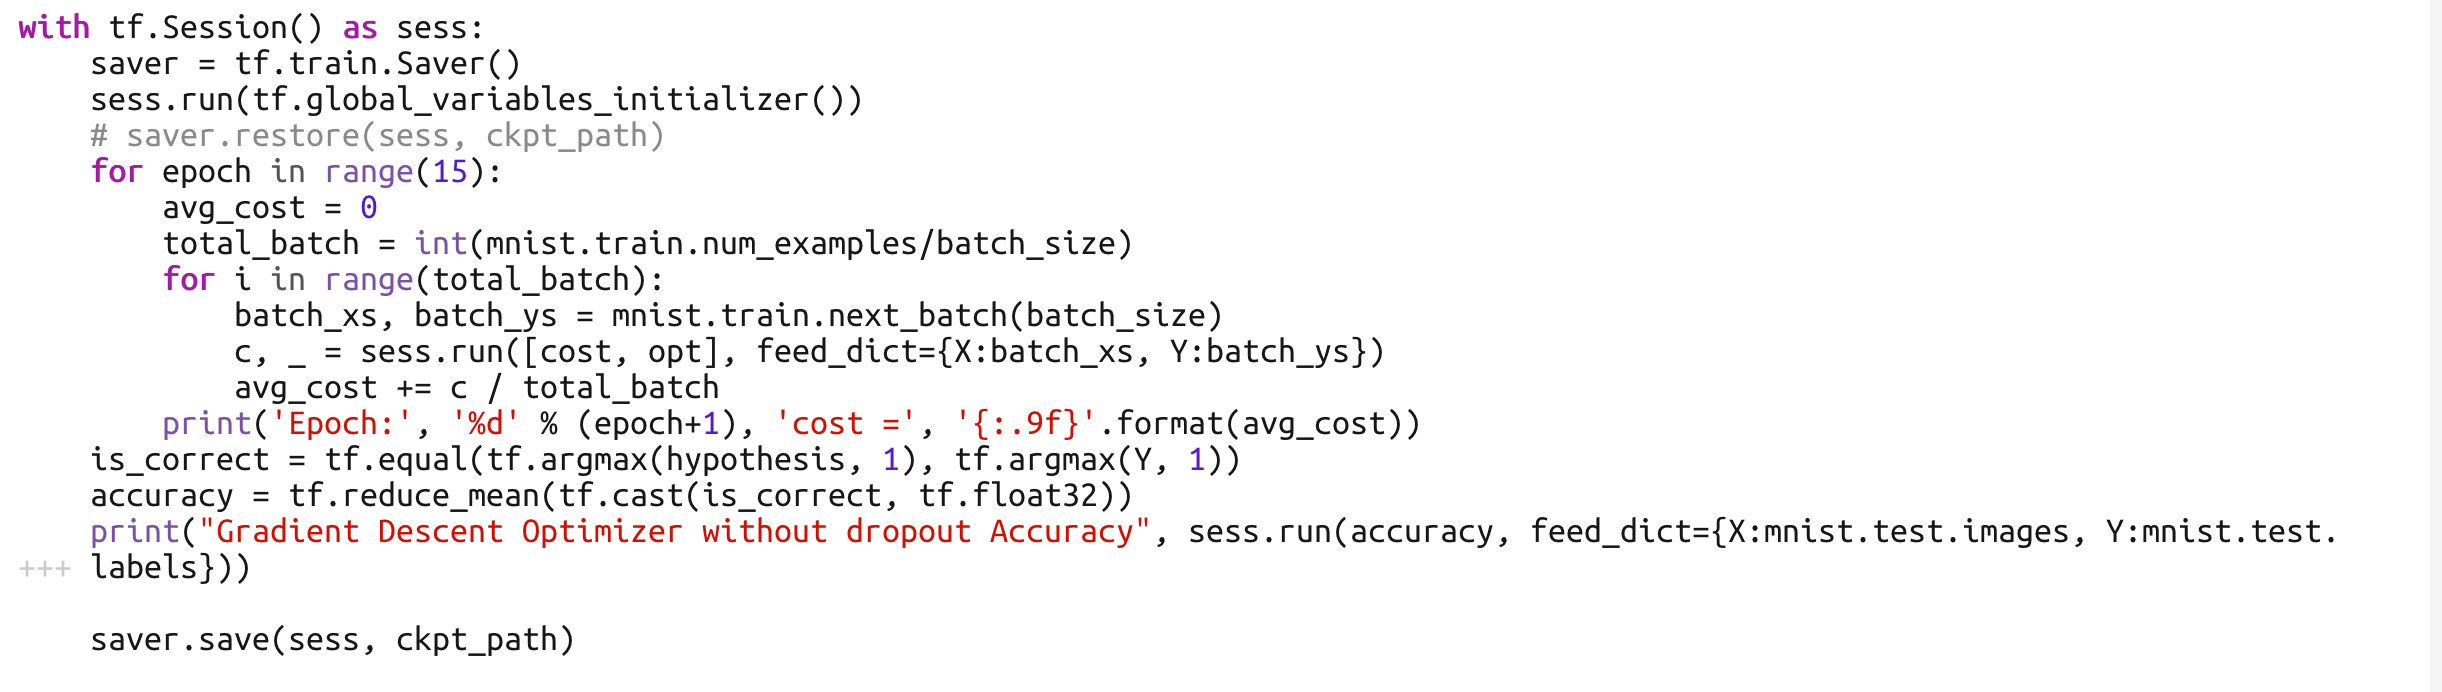 with tf.Session() as sess:
    saver = tf.train.Saver()
    sess.run(tf.global_variables_initializer())
    # saver.restore(sess, ckpt_path)
    for epoch in range(15):
        avg_cost = 0
        total_batch = int(mnist.train.num_examples/batch_size)
        for i in range(total_batch):
            batch_xs, batch_ys = mnist.train.next_batch(batch_size)
            c, _ = sess.run([cost, opt], feed_dict={X:batch_xs, Y:batch_ys})
            avg_cost += c / total_batch
        print('Epoch:', '%d' % (epoch+1), 'cost =', '{:.9f}'.format(avg_cost))
    is_correct = tf.equal(tf.argmax(hypothesis, 1), tf.argmax(Y, 1))
    accuracy = tf.reduce_mean(tf.cast(is_correct, tf.float32))
    print("Gradient Descent Optimizer without dropout Accuracy", sess.run(accuracy, feed_dict={X:mnist.test.images, Y:mnist.test.
+++ labels}))
    saver.save(sess, ckpt_path)